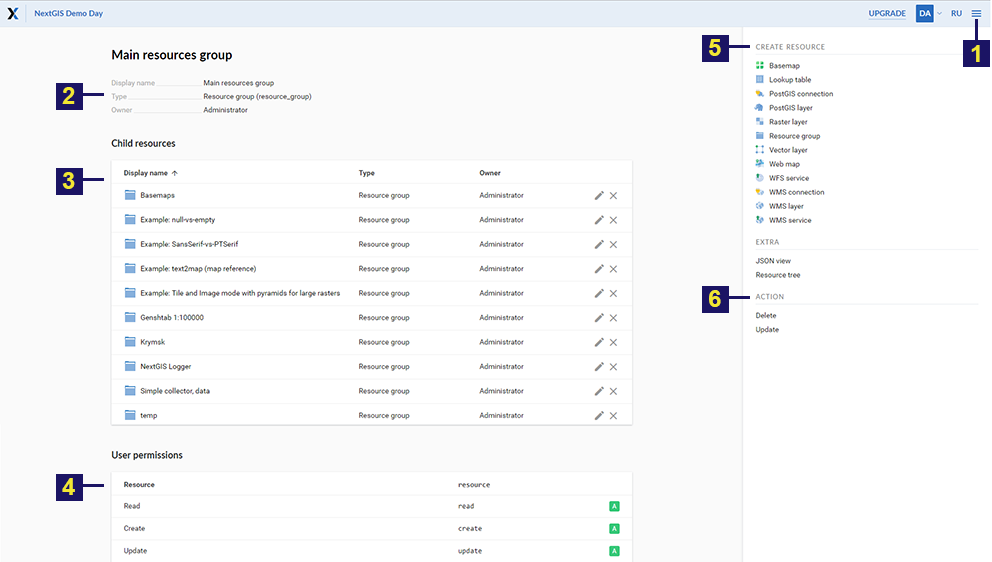 X NextGIS Demo Day UPGRADE DA RU
1
Main resources group
2
Display name Main resources group
Type Resource group (resource_group)
Owner Administrator
Child resources
3
Display name ↑ Type Owner
Basemaps Resource group Administrator
Example: null-vs-empty Resource group Administrator
Example: SansSerif-vs-PTSerif Resource group Administrator
Example: text2map (map reference) Resource group Administrator
Example: Tile and Image mode with pyramids for large rasters Resource group Administrator
Genshtab 1:100000 Resource group Administrator
Krymsk Resource group Administrator
NextGIS Logger Resource group Administrator
Simple collector, data Resource group Administrator
temp Resource group Administrator
User permissions
4
Resource resource
Read read A
Create create A
Update update A
5
CREATE RESOURCE
Basemap
Lookup table
PostGIS connection
PostGIS layer
Raster layer
Resource group
Vector layer
Web map
WFS service
WMS connection
WMS layer
WMS service
EXTRA
JSON view
Resource tree
6
ACTION
Delete
Update